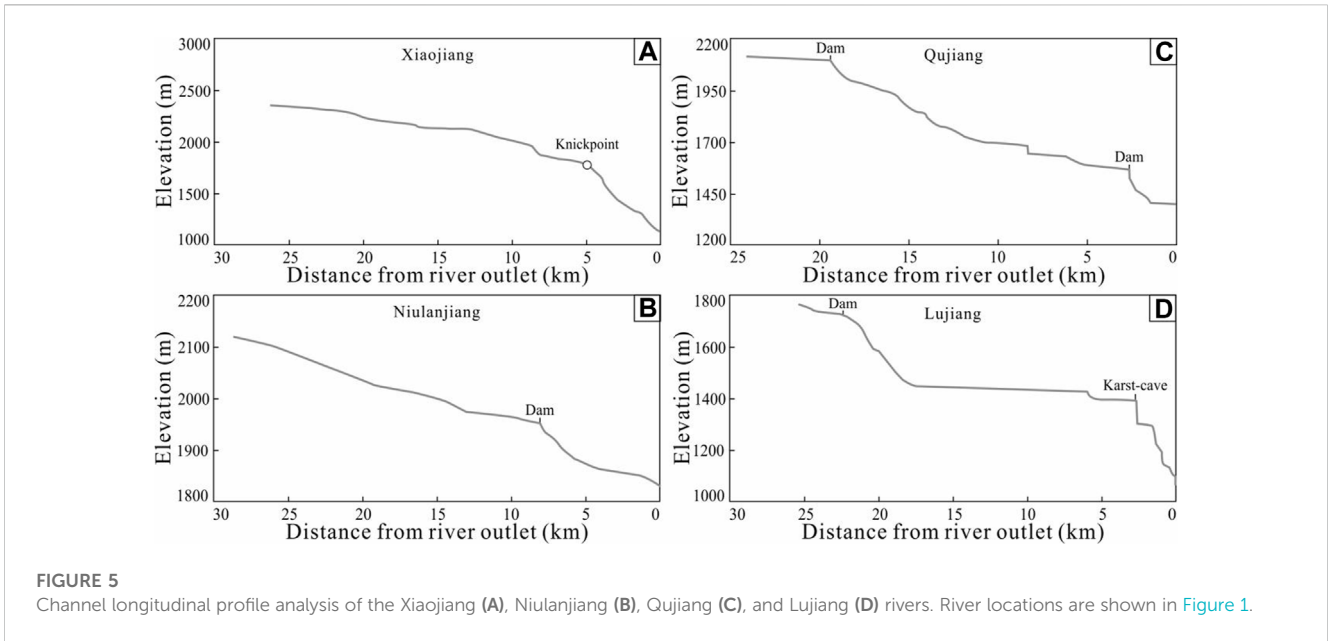 3000
2500
2000
1500
1000
Elevation (m)
Xiaojiang
A
Knickpoint
30 25 20 15 10 5 0
Distance from river outlet (km)
2200
2100
2000
1900
1800
Elevation (m)
Niulanjiang
B
Dam
30 25 20 15 10 5 0
Distance from river outlet (km)
2200
1950
1700
1450
1200
Elevation (m)
Dam
Qujiang
C
Dam
25 20 15 10 5 0
Distance from river outlet (km)
1800
1600
1400
1200
1000
Elevation (m)
Dam
Lujiang
D
Karst-cave
30 25 20 15 10 5 0
Distance from river outlet (km)
FIGURE 5
Channel longitudinal profile analysis of the Xiaojiang (A), Niulanjiang (B), Qujiang (C), and Lujiang (D) rivers. River locations are shown in Figure 1.